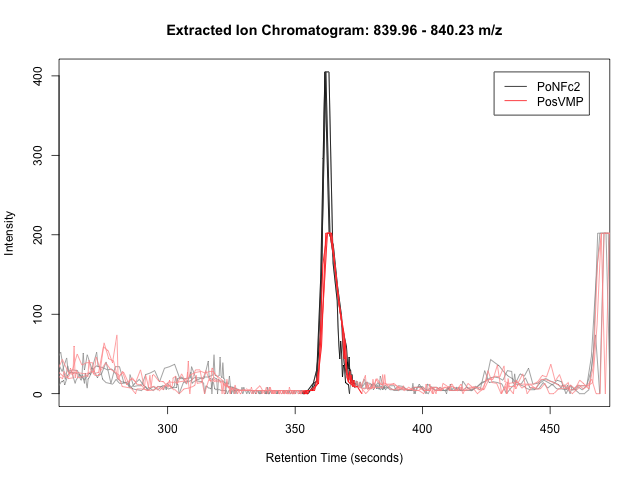 Extracted Ion Chromatogram: 839.96 - 840.23 m/z
PoNFc2
PosVMP
Intensity
400
300
200
100
0
300
350
400
450
Retention Time (seconds)